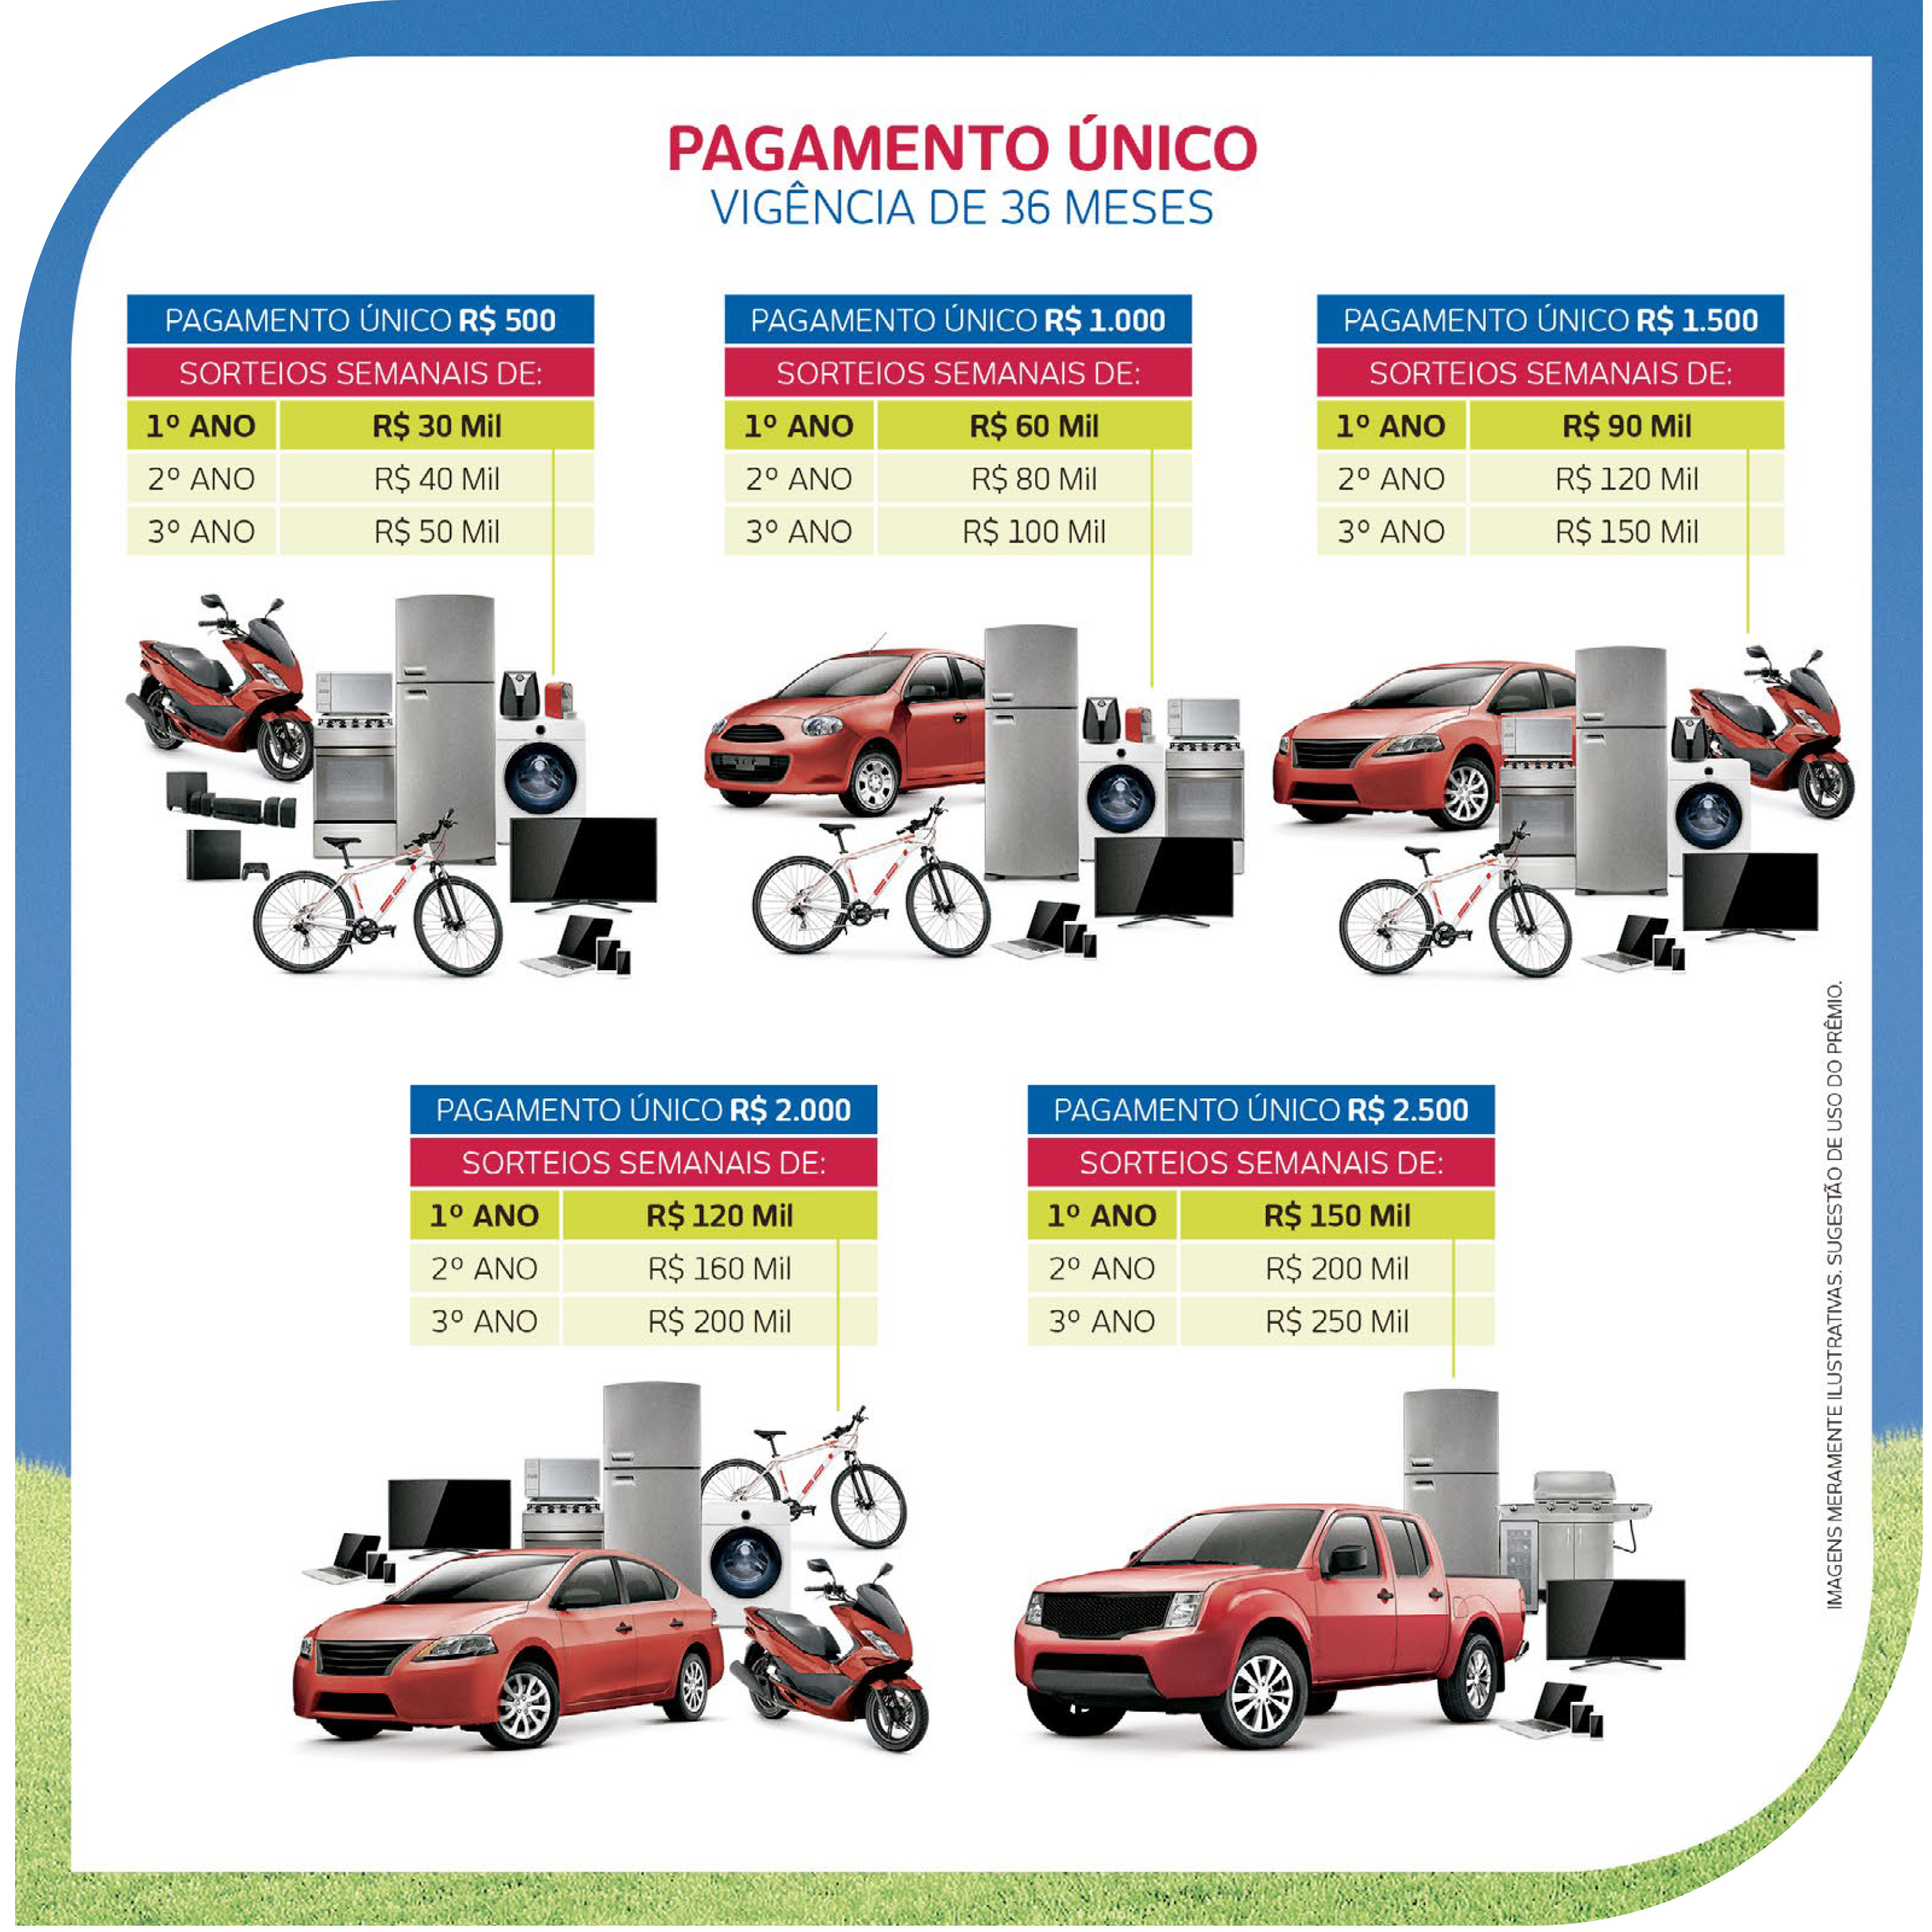 PAGAMENTO ÚNICO
VIGÊNCIA DE 36 MESES
PAGAMENTO ÚNICO R$ 500
SORTEIOS SEMANAIS DE:
1º ANO R$ 30 Mil
2º ANO R$ 40 Mil
3º ANO R$ 50 Mil
PAGAMENTO ÚNICO R$ 1.000
SORTEIOS SEMANAIS DE:
1º ANO R$ 60 Mil
2º ANO R$ 80 Mil
3º ANO R$ 100 Mil
PAGAMENTO ÚNICO R$ 1.500
SORTEIOS SEMANAIS DE:
1º ANO R$ 90 Mil
2º ANO R$ 120 Mil
3º ANO R$ 150 Mil
PAGAMENTO ÚNICO R$ 2.000
SORTEIOS SEMANAIS DE:
1º ANO R$ 120 Mil
2º ANO R$ 160 Mil
3º ANO R$ 200 Mil
PAGAMENTO ÚNICO R$ 2.500
SORTEIOS SEMANAIS DE:
1º ANO R$ 150 Mil
2º ANO R$ 200 Mil
3º ANO R$ 250 Mil
IMAGENS MERAMENTE ILUSTRATIVAS. SUGESTÃO DE USO DO PRÊMIO.